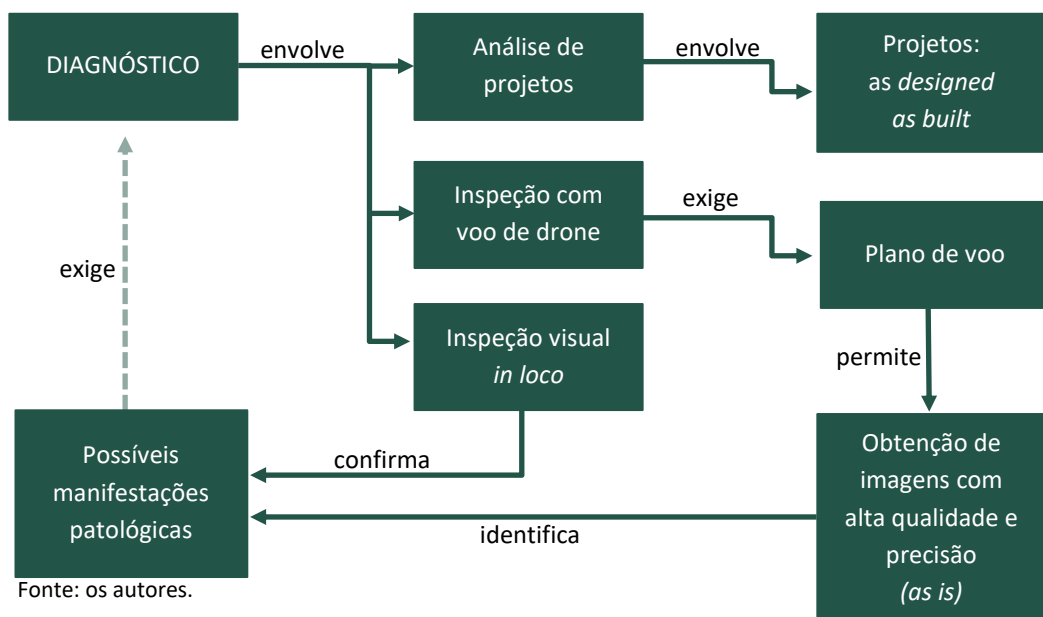 DIAGNÓSTICO
envolve
Análise de
projetos
envolve
Projetos:
as designed
as built
Inspeção com
voo de drone
exige
Plano de voo
exige
Inspeção visual
in loco
permite
Possíveis
manifestações
patológicas
confirma
identifica
Obtenção de
imagens com
alta qualidade e
precisão
(as is)
Fonte: os autores.